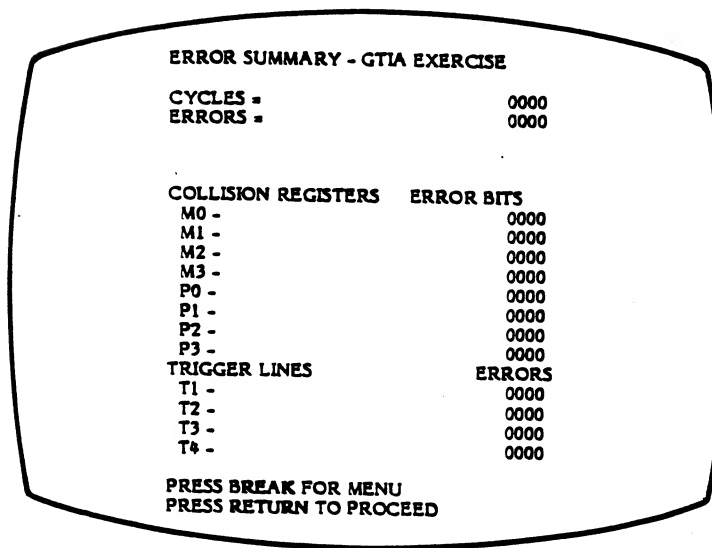 ERROR SUMMARY - GTIA EXERCISE
CYCLES = 0000
ERRORS = 0000
COLLISION REGISTERS ERROR BITS
M0 - 0000
M1 - 0000
M2 - 0000
M3 - 0000
P0 - 0000
P1 - 0000
P2 - 0000
P3 - 0000
TRIGGER LINES ERRORS
T1 - 0000
T2 - 0000
T3 - 0000
T4 - 0000
PRESS BREAK FOR MENU
PRESS RETURN TO PROCEED